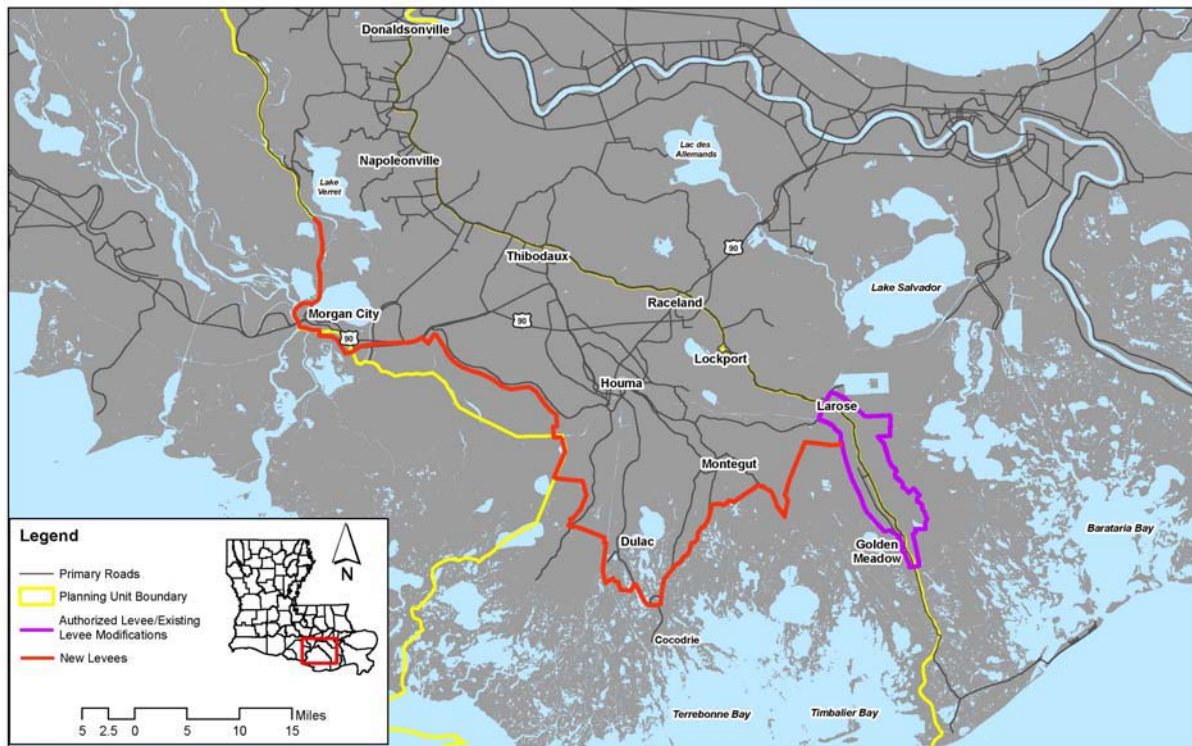 Donaldsonville
Napoleonville
Lake
Verret
Lac des
Allemands
90
Thibodaux
Raceland
Lake Salvador
Morgan City
90
90
Lockport
Houma
Larose
Montegut
Barataria Bay
Golden
Meadow
Dulac
Cocodrie
Terrebonne Bay
Timbalier Bay
Legend
Primary Roads
Planning Unit Boundary
Authorized Levee/Existing
Levee Modifications
New Levees
N
Miles
5 2.5 0 5 10 15